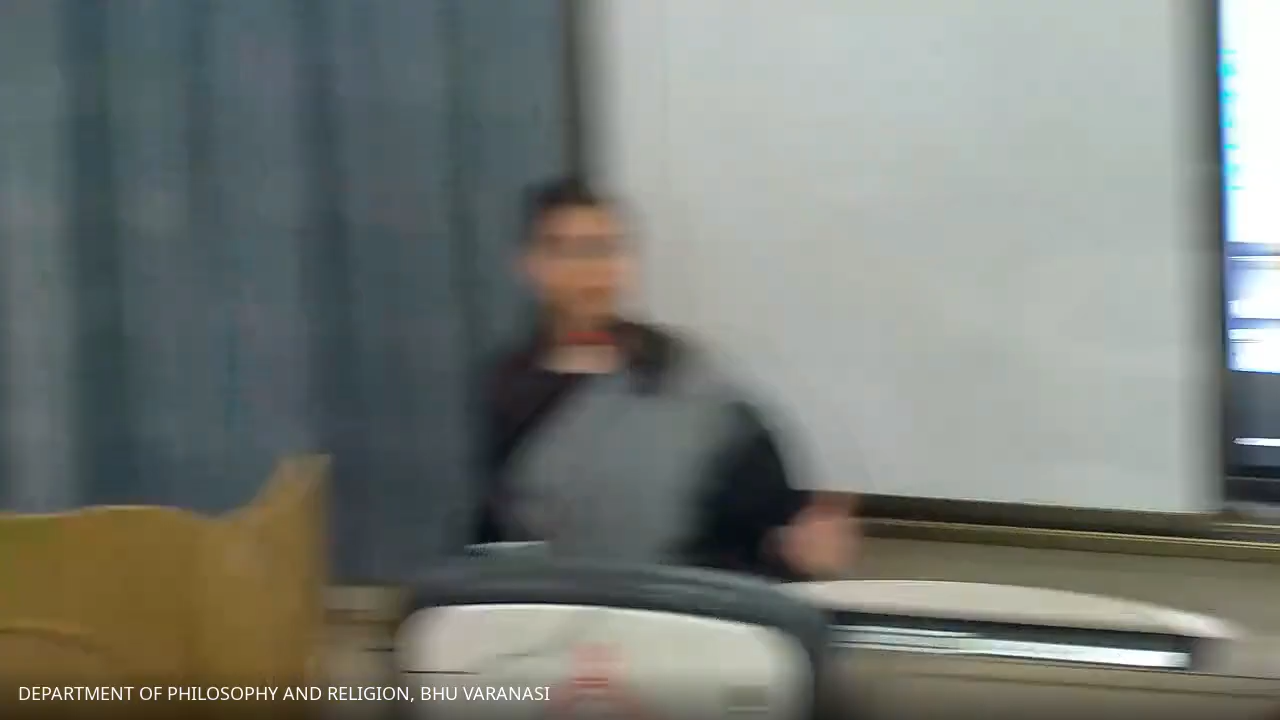 DEPARTMENT OF PHILOSOPHY AND RELIGION, BHU VARANASI